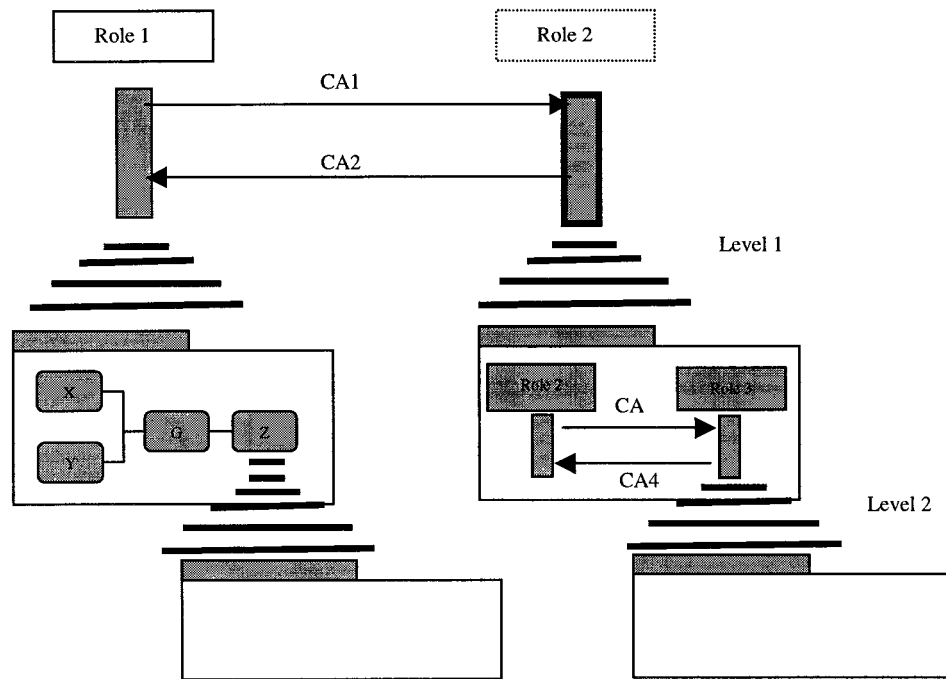 Role 1
Role 2
CA1
CA2
Level 1
X
Y
G
Z
Role 2
Role 3
CA
CA4
Level 2